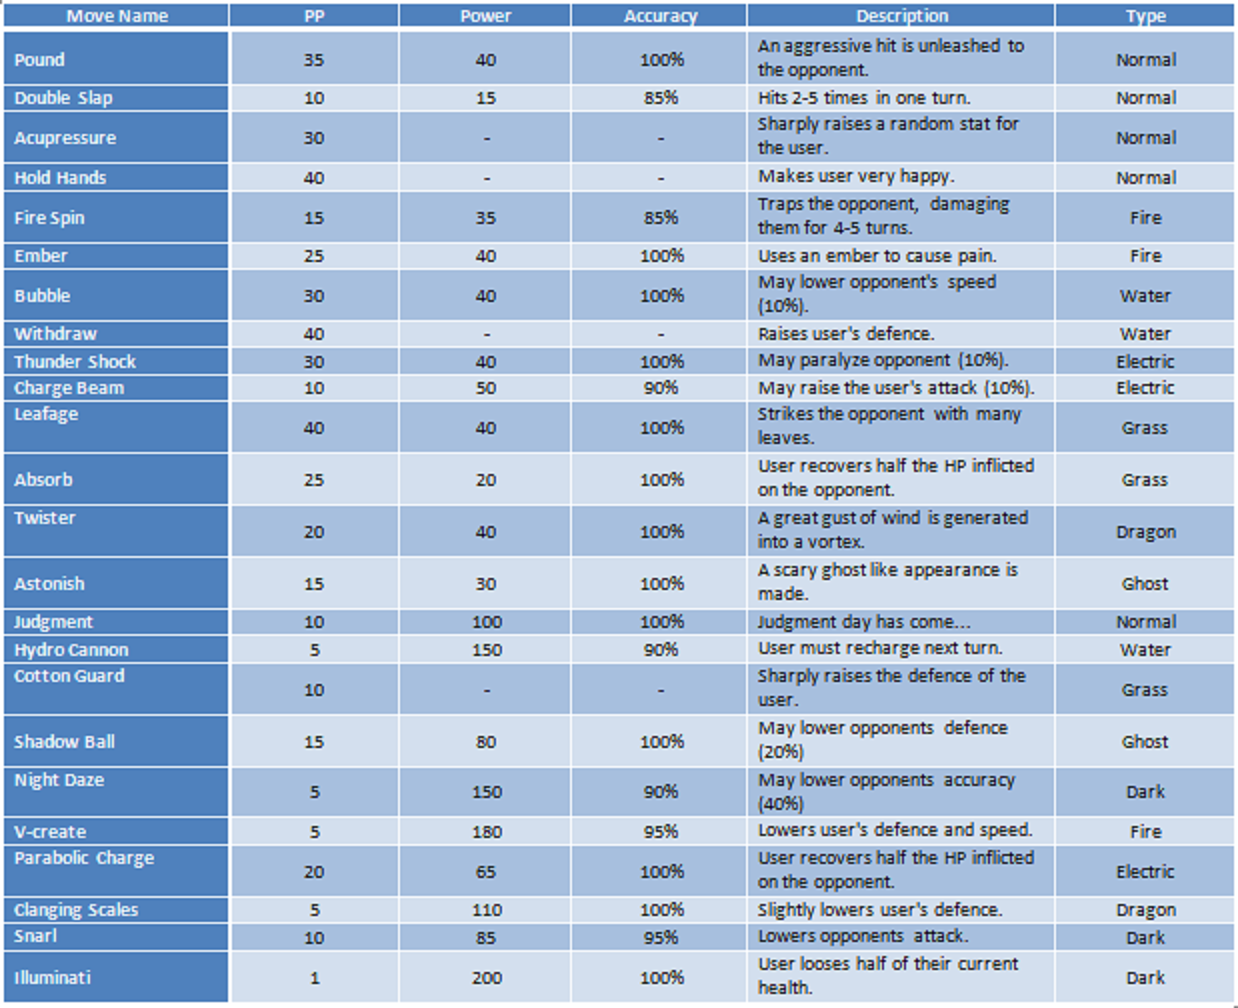 Move Name PP Power Accuracy Description Type
Pound 35 40 100% An aggressive hit is unleashed to
the opponent. Normal
Double Slap 10 15 85% Hits 2-5 times in one turn. Normal
Acupressure 30 - - Sharply raises a random stat for
the user. Normal
Hold Hands 40 - - Makes user very happy. Normal
Fire Spin 15 35 85% Traps the opponent, damaging
them for 4-5 turns. Fire
Ember 25 40 100% Uses an ember to cause pain. Fire
Bubble 30 40 100% May lower opponent's speed
(10%). Water
Withdraw 40 - - Raises user's defence. Water
Thunder Shock 30 40 100% May paralyze opponent (10%). Electric
Charge Beam 10 50 90% May raise the user's attack (10%). Electric
Leafage 40 40 100% Strikes the opponent with many
leaves. Grass
Absorb 25 20 100% User recovers half the HP inflicted
on the opponent. Grass
Twister 20 40 100% A great gust of wind is generated
into a vortex. Dragon
Astonish 15 30 100% A scary ghost like appearance is
made. Ghost
Judgment 10 100 100% Judgment day has come... Normal
Hydro Cannon 5 150 90% User must recharge next turn. Water
Cotton Guard 10 - - Sharply raises the defence of the
user. Grass
Shadow Ball 15 80 100% May lower opponents defence
(20%) Ghost
Night Daze 5 150 90% May lower opponents accuracy
(40%) Dark
V-create 5 180 95% Lowers user's defence and speed. Fire
Parabolic Charge 20 65 100% User recovers half the HP inflicted
on the opponent. Electric
Clanging Scales 5 110 100% Slightly lowers user's defence. Dragon
Snarl 10 85 95% Lowers opponents attack. Dark
Illuminati 1 200 100% User looses half of their current
health. Dark